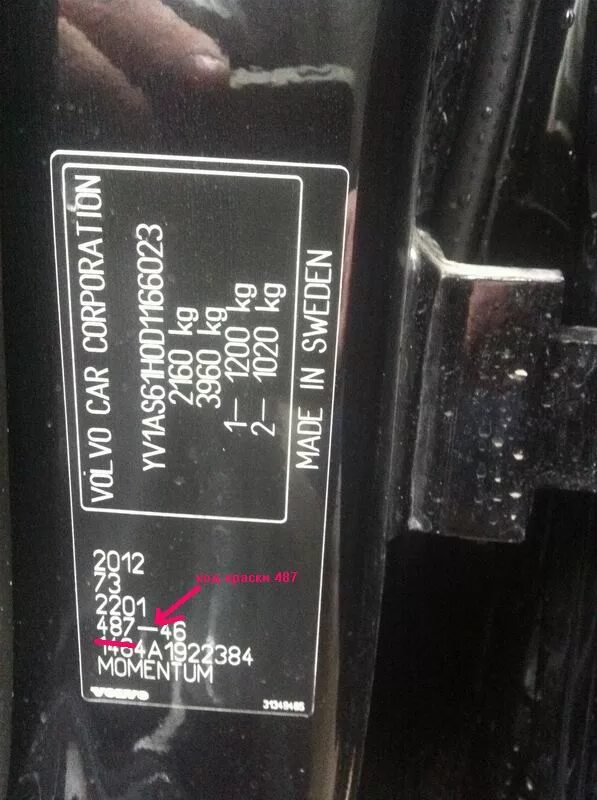 VOLVO CAR CORPORATION
YV1AS61H0D1166023
2160 kg
3960 kg
1— 1200 kg
2— 1020 kg
MADE IN SWEDEN
2012
73
2201
487—46
код краски 487
1464A1922384
MOMENTUM
VOLVO
31349485